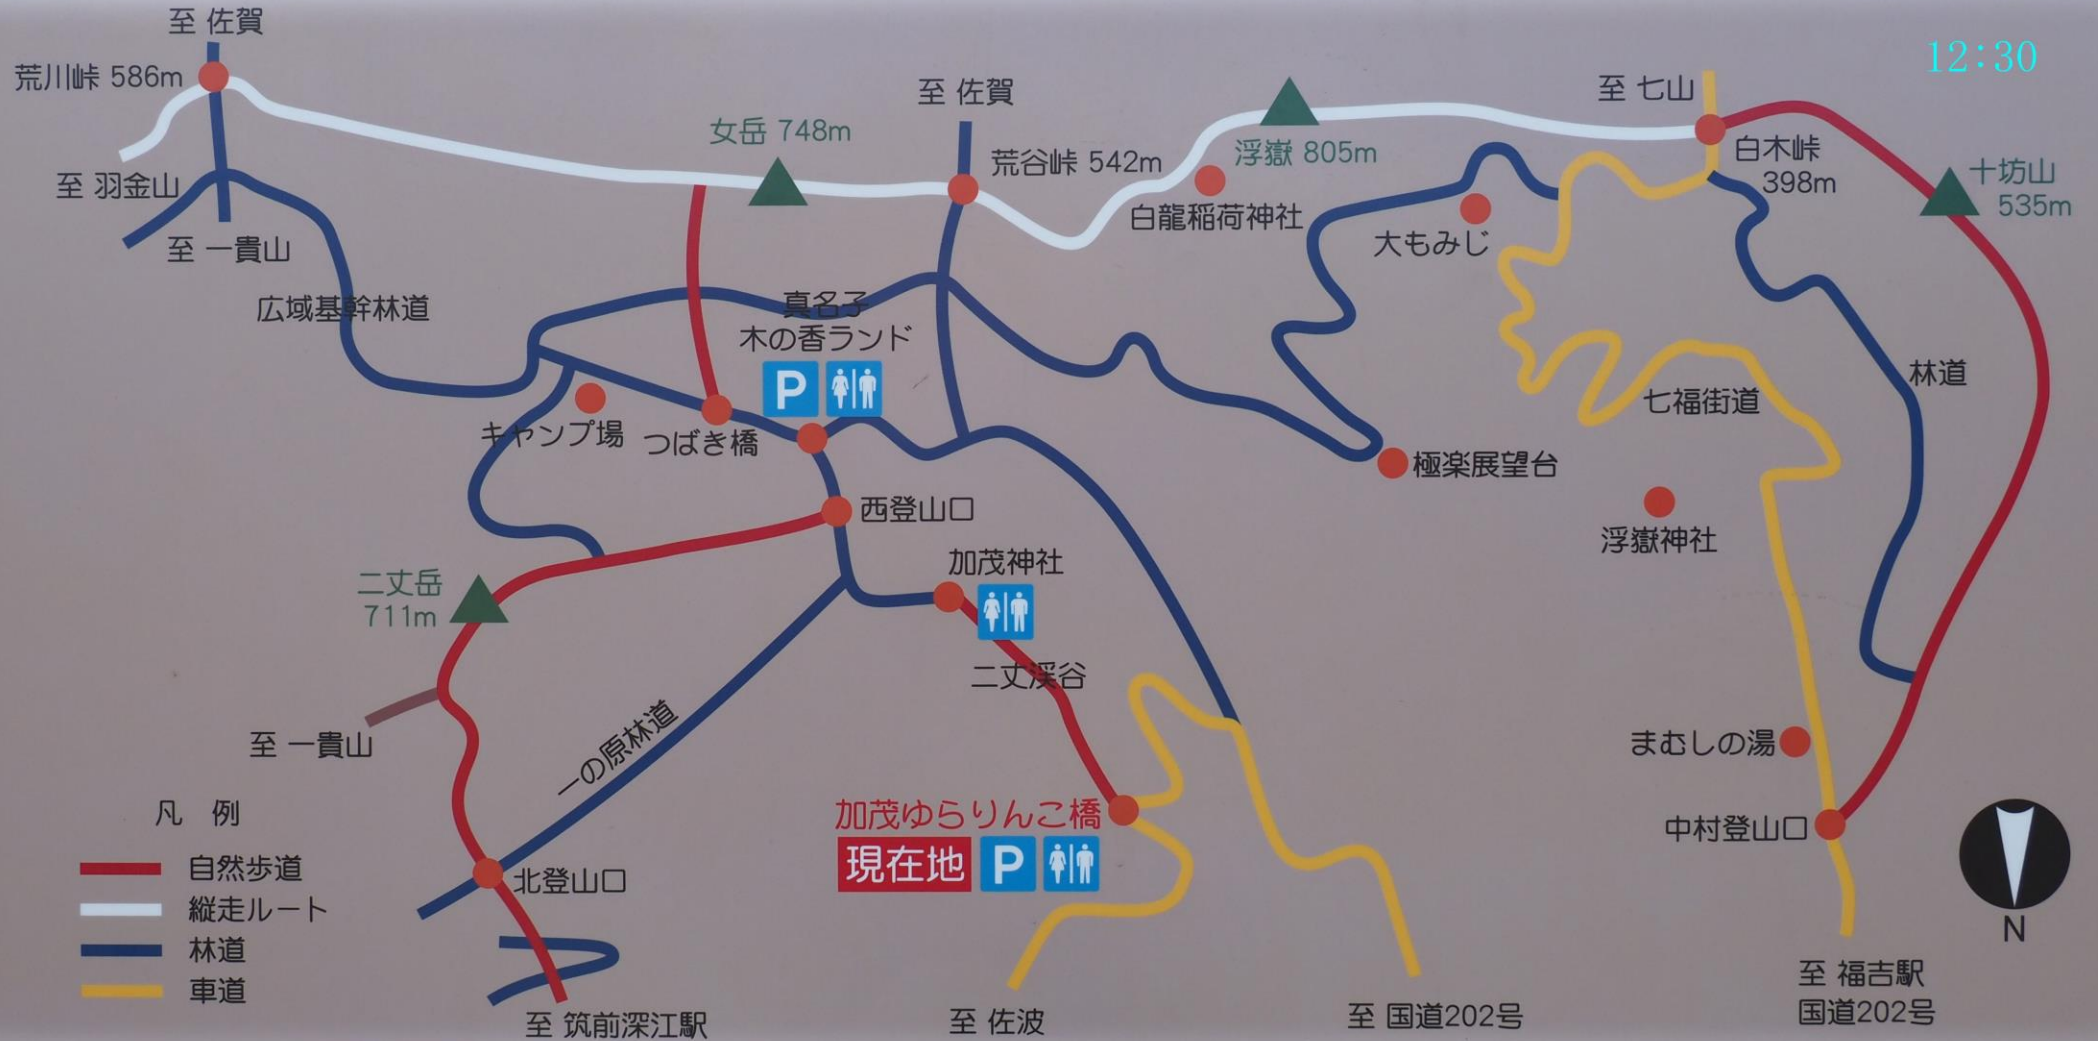 至 佐賀
12:30
荒川峠 586m
至 佐賀
至 七山
女岳 748m
荒谷峠 542m
浮嶽 805m
白木峠
398m
十坊山
535m
至 羽金山
白龍稲荷神社
大もみじ
至 一貴山
広域基幹林道
真名子
木の香ランド
P
林道
七福街道
キャンプ場
つばき橋
極楽展望台
西登山口
浮嶽神社
加茂神社
二丈岳
711m
二丈渓谷
至 一貴山
一の原林道
まむしの湯
凡 例
加茂ゆらりんこ橋
現在地
P
中村登山口
自然歩道
北登山口
縦走ルート
N
林道
車道
至 福吉駅
国道202号
至 筑前深江駅
至 佐波
至 国道202号